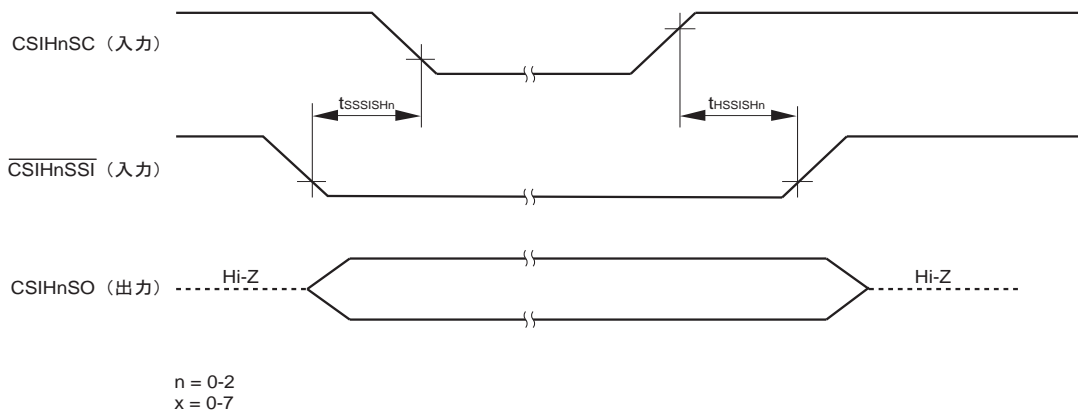 CSIHnSC（入力）
tSSSISHn
tHSSISHn
CSIHnSSI（入力）
CSIHnSO（出力）
Hi-Z
Hi-Z
n = 0-2
x = 0-7